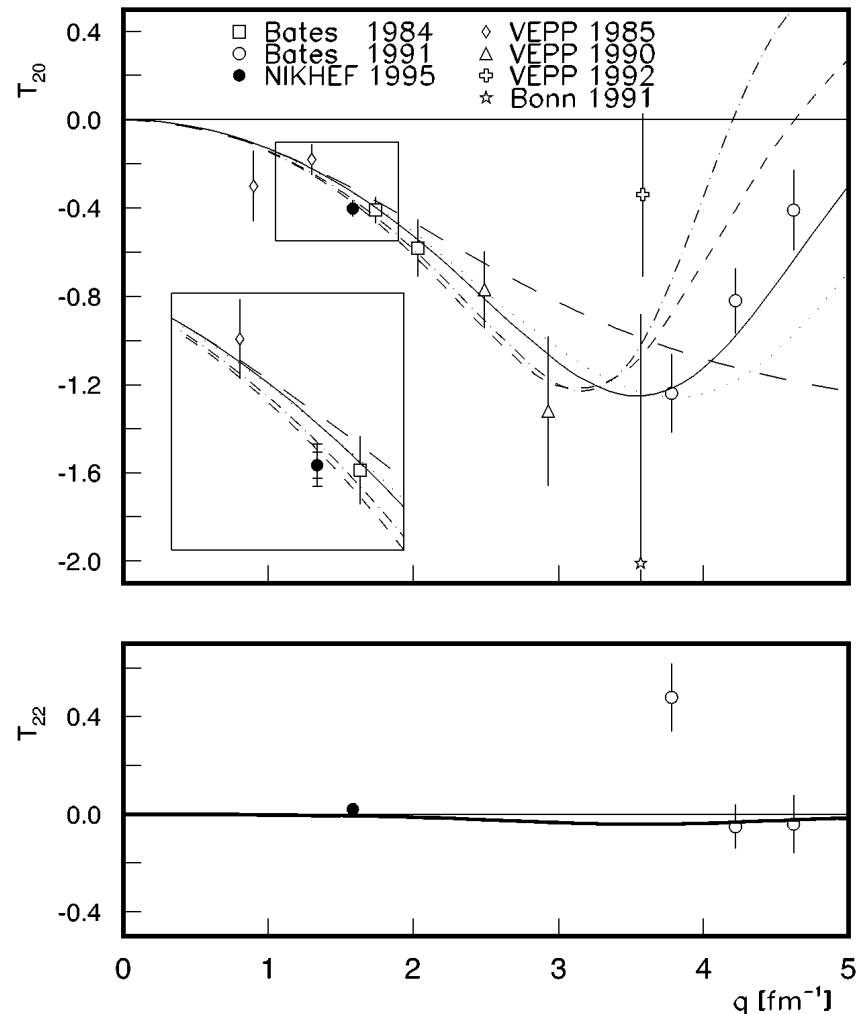 0.4
0.0
-0.4
-0.8
-1.2
-1.6
-2.0
T20
Bates 1984
Bates 1991
NIKHEF 1995
VEPP 1985
VEPP 1990
VEPP 1992
Bonn 1991
0.4
0.0
-0.4
T22
0 1 2 3 4 5
q [fm⁻¹]